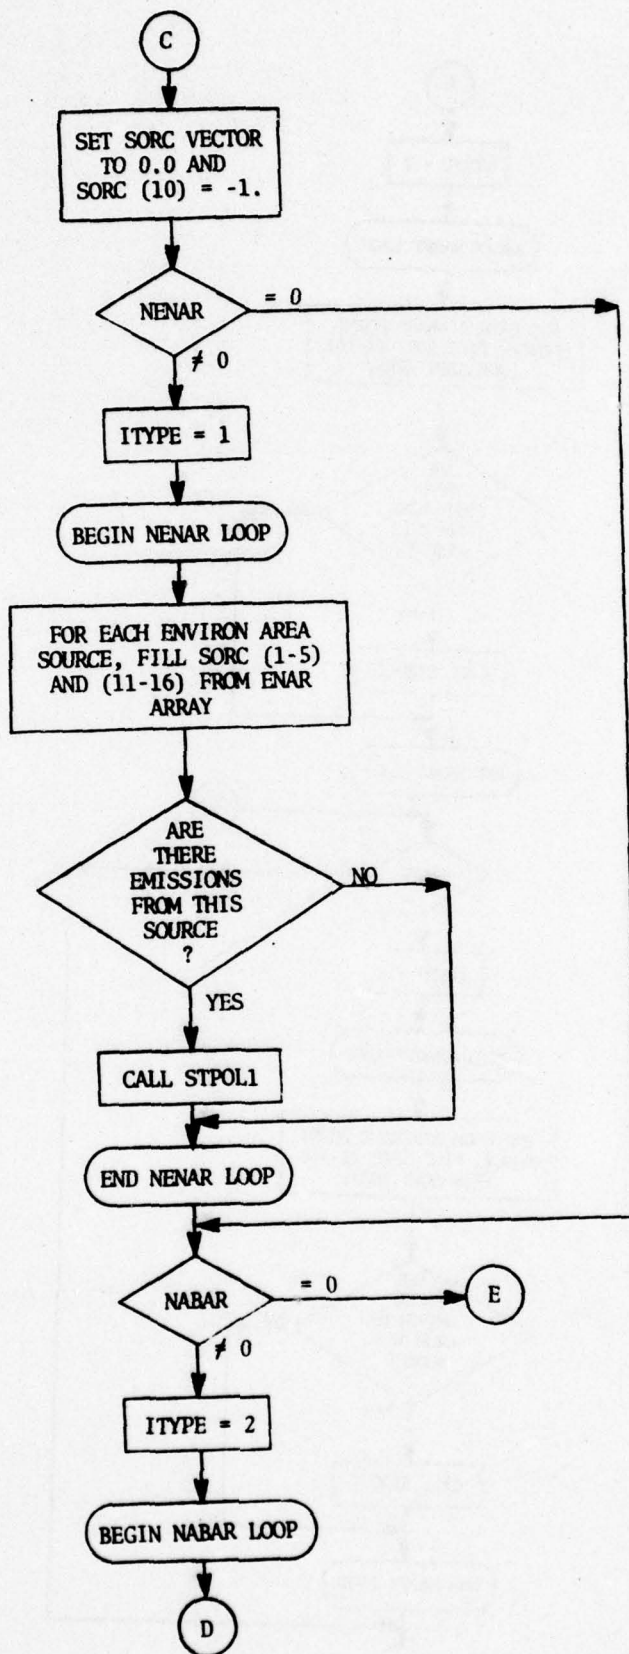 C
SET SORC VECTOR
TO 0.0 AND
SORC (10) = -1.
NENAR
= 0
≠ 0
ITYPE = 1
BEGIN NENAR LOOP
FOR EACH ENVIRON AREA
SOURCE, FILL SORC (1-5)
AND (11-16) FROM ENAR
ARRAY
ARE
THERE
EMISSIONS
FROM THIS
SOURCE
?
NO
YES
CALL STPOL1
END NENAR LOOP
NABAR
= 0
E
≠ 0
ITYPE = 2
BEGIN NABAR LOOP
D